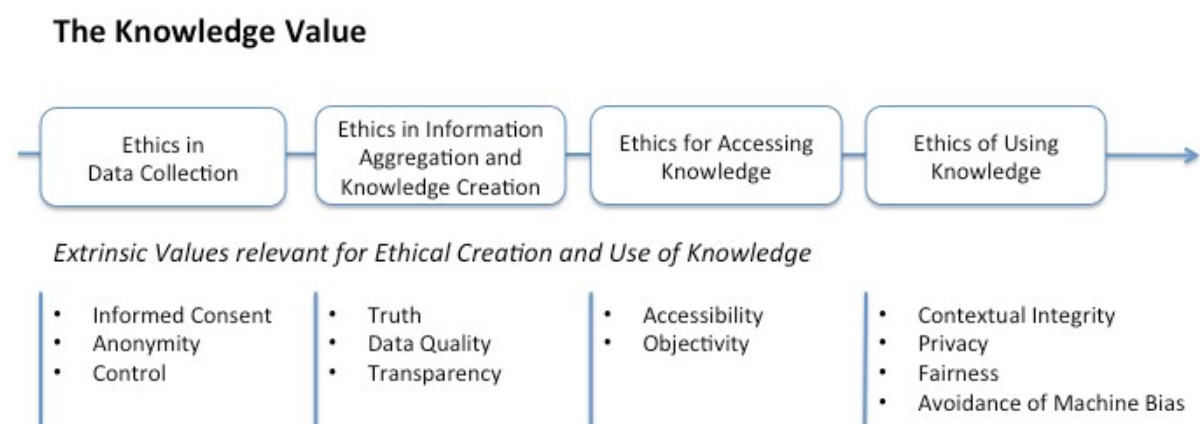 The Knowledge Value
Ethics in
Data Collection
Ethics in Information
Aggregation and
Knowledge Creation
Ethics for Accessing
Knowledge
Ethics of Using
Knowledge
Extrinsic Values relevant for Ethical Creation and Use of Knowledge
• Informed Consent
• Anonymity
• Control
• Truth
• Data Quality
• Transparency
• Accessibility
• Objectivity
• Contextual Integrity
• Privacy
• Fairness
• Avoidance of Machine Bias